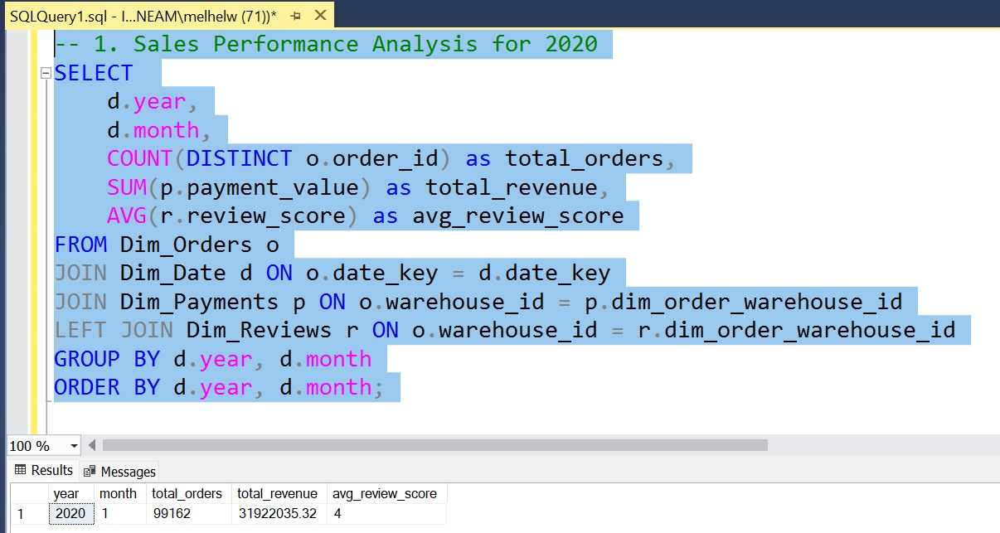 SQLQuery1.sql - I...NEAM\melhelw (71))*
-- 1. Sales Performance Analysis for 2020
SELECT
    d.year,
    d.month,
    COUNT(DISTINCT o.order_id) as total_orders,
    SUM(p.payment_value) as total_revenue,
    AVG(r.review_score) as avg_review_score
FROM Dim_Orders o
JOIN Dim_Date d ON o.date_key = d.date_key
JOIN Dim_Payments p ON o.warehouse_id = p.dim_order_warehouse_id
LEFT JOIN Dim_Reviews r ON o.warehouse_id = r.dim_order_warehouse_id
GROUP BY d.year, d.month
ORDER BY d.year, d.month;
100 %
Results Messages
year month total_orders total_revenue avg_review_score
1 2020 1 99162 31922035.32 4